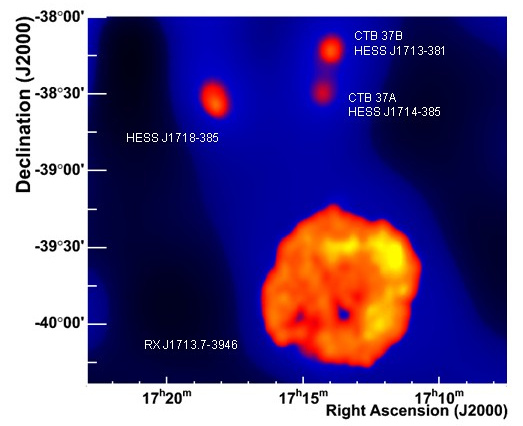 -38°00'
CTB 37B
HESS J1713-381
-38°30'
CTB 37A
HESS J1714-385
HESS J1718-385
-39°00'
Declination (J2000)
-39°30'
-40°00'
RX J1713.7-3946
17h20m
17h15m
17h10m
Right Ascension (J2000)